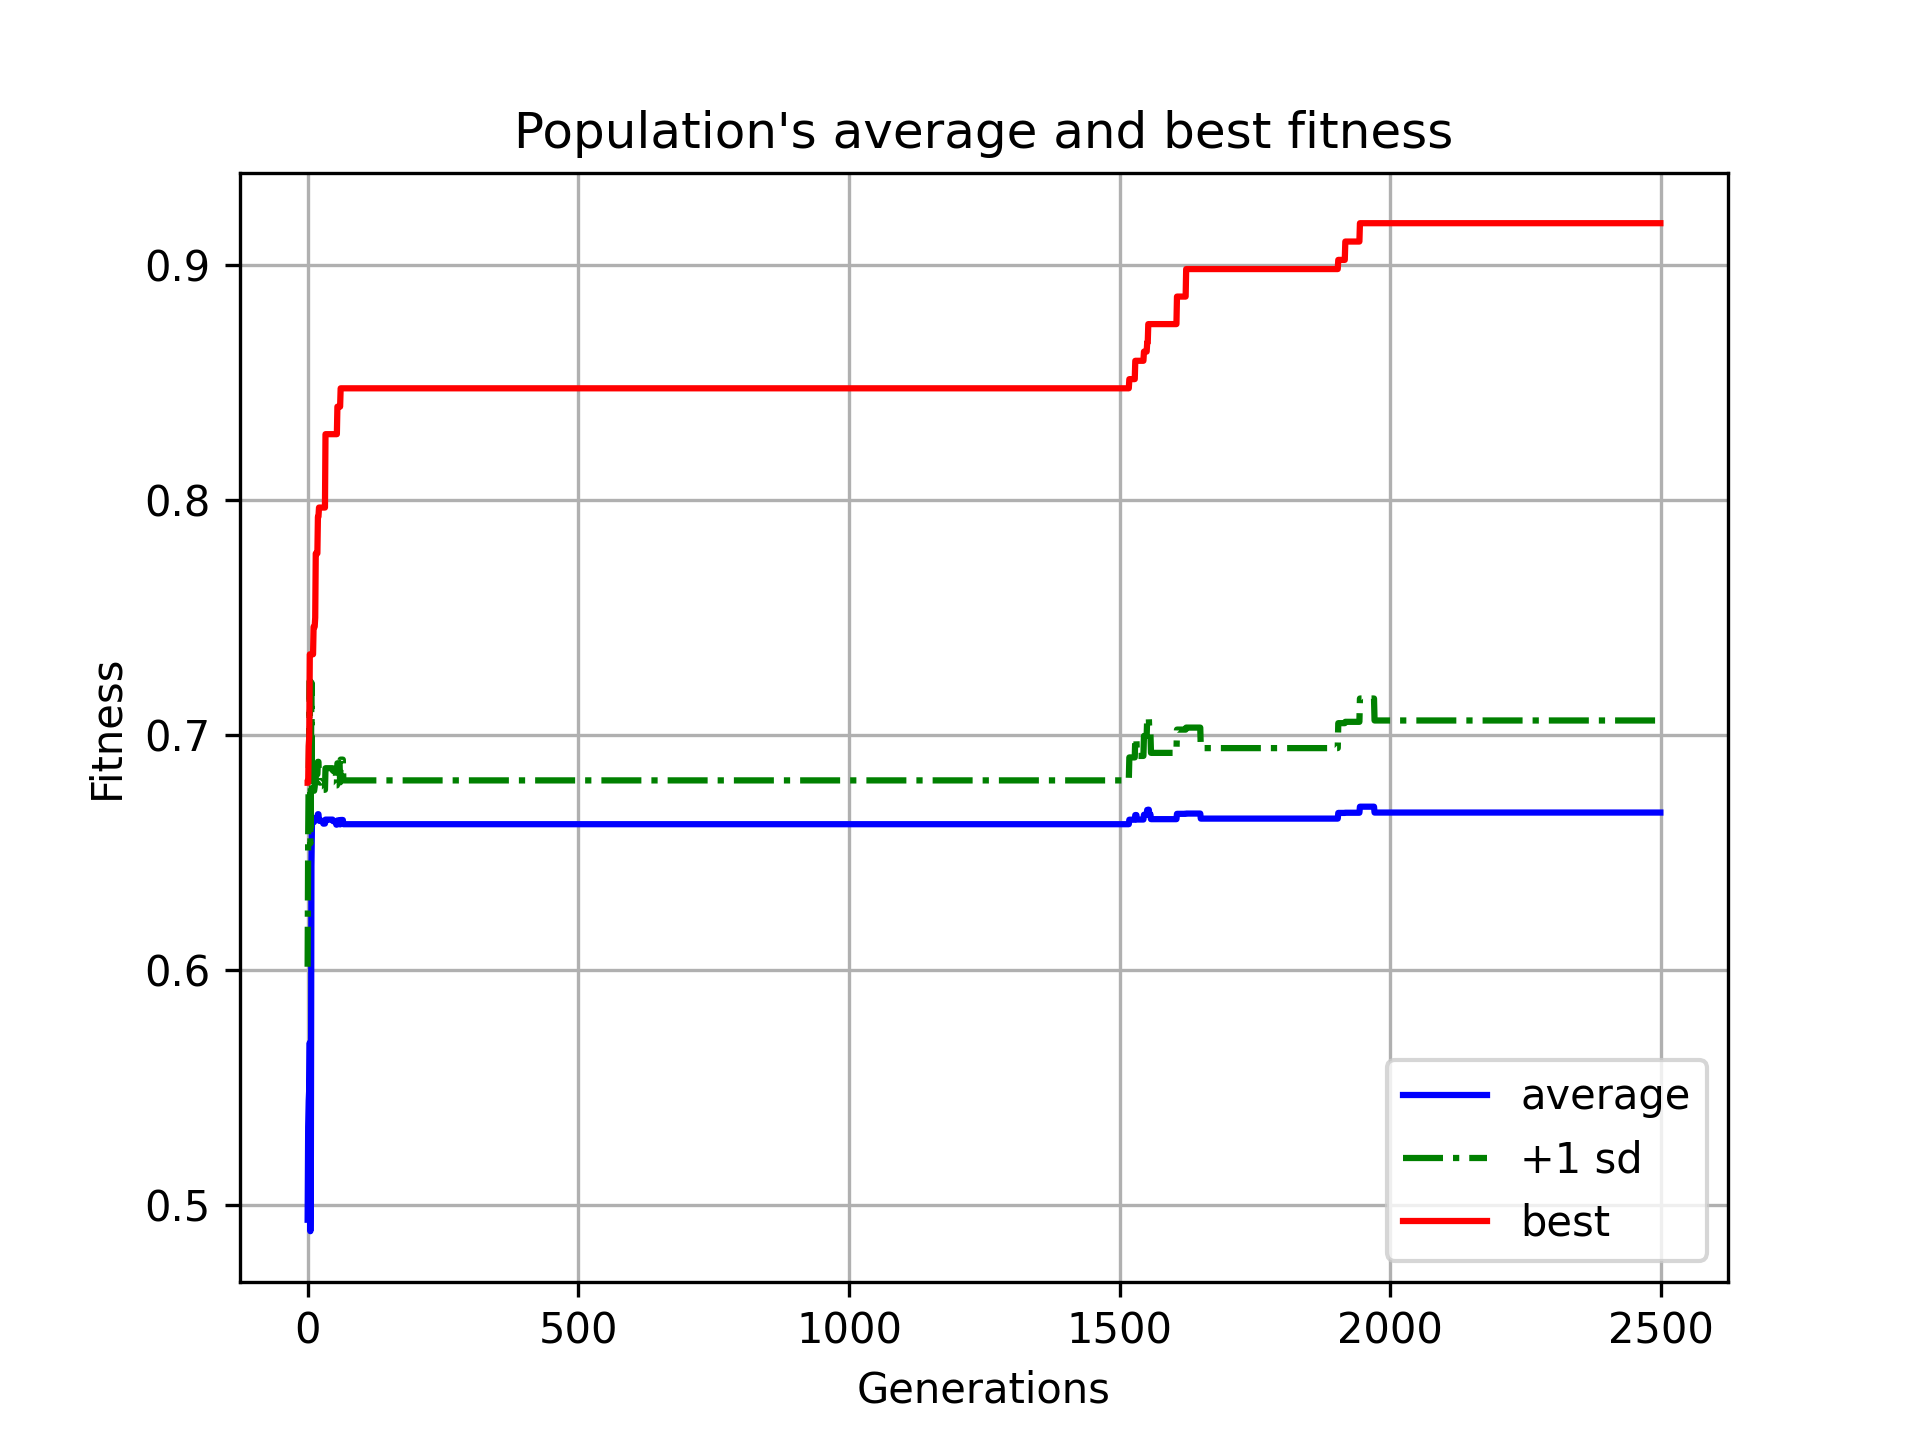 Population's average and best fitness
Fitness
0.9
0.8
0.7
0.6
0.5
0 500 1000 1500 2000 2500
Generations
average
+1 sd
best